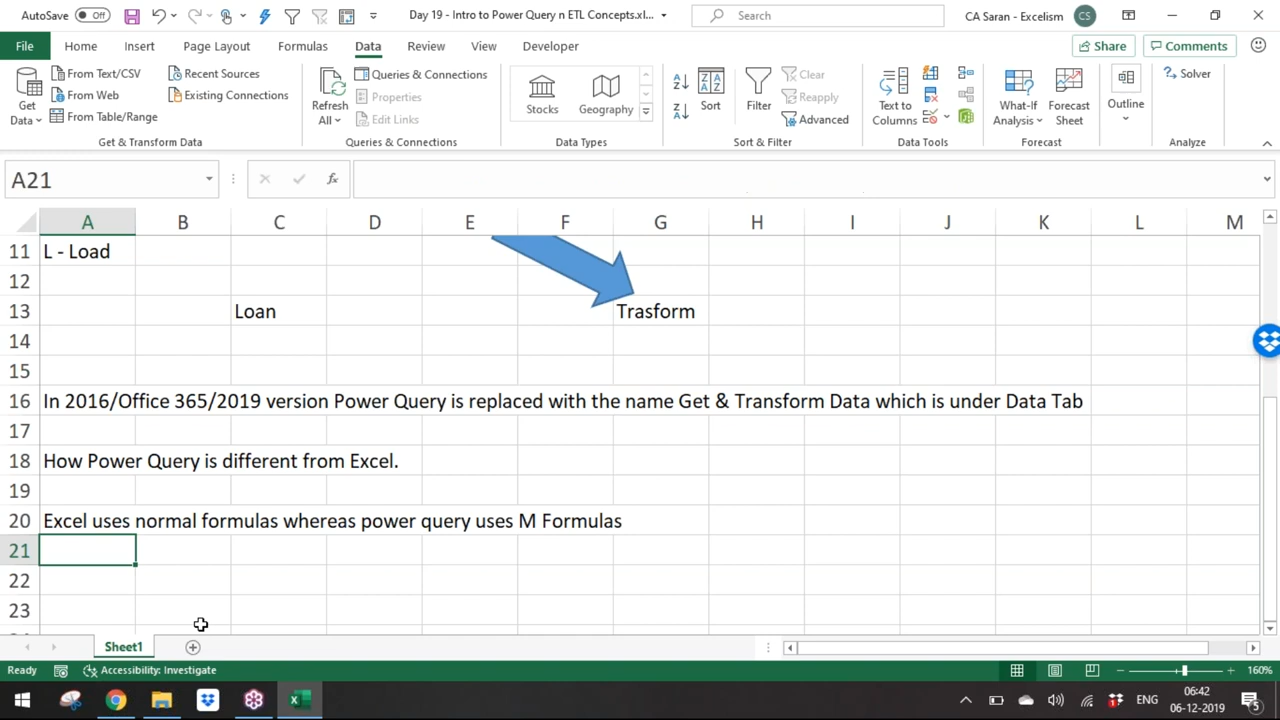 AutoSave Off
Day 19 - Intro to Power Query n ETL Concepts.xl...
Search
CA Saran - Excelism
CS
File Home Insert Page Layout Formulas Data Review View Developer
Share
Comments
Get Data
From Text/CSV
From Web
From Table/Range
Recent Sources
Existing Connections
Get & Transform Data
Refresh All
Queries & Connections
Properties
Edit Links
Queries & Connections
Stocks
Geography
Data Types
Sort
Filter
Clear
Reapply
Advanced
Sort & Filter
Text to Columns
Data Tools
What-If Analysis
Forecast Sheet
Forecast
Outline
Solver
Analyze
A21
fx
A B C D E F G H I J K L M
11 L - Load
12
13 Loan Trasform
14
15
16 In 2016/Office 365/2019 version Power Query is replaced with the name Get & Transform Data which is under Data Tab
17
18 How Power Query is different from Excel.
19
20 Excel uses normal formulas whereas power query uses M Formulas
21
22
23
Sheet1
Ready
Accessibility: Investigate
160%
ENG
06:42
06-12-2019
5